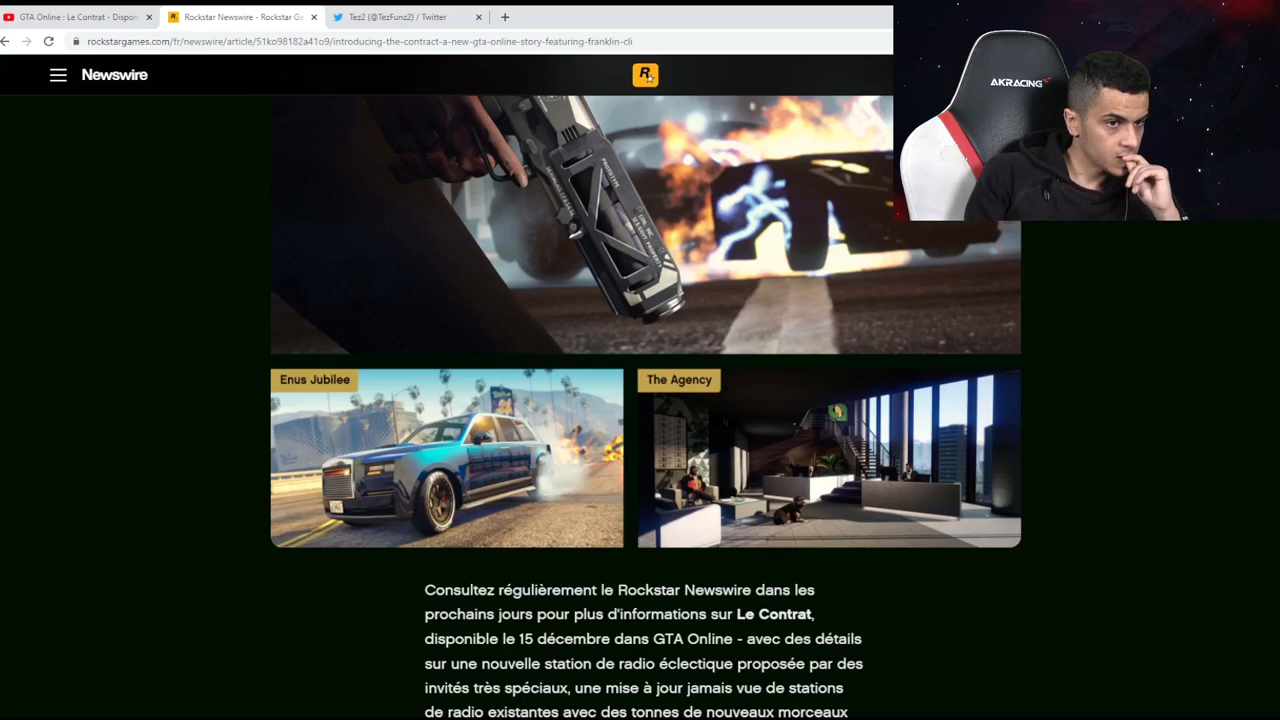 GTA Online : Le Contrat - Dispon
Rockstar Newswire - Rockstar Ga
Tez2 (@TezFunz2) / Twitter
rockstargames.com/fr/newswire/article/51ko98182a41o9/introducing-the-contract-a-new-gta-online-story-featuring-franklin-cli
Newswire
R
AKRACING
PROTOTYPE
Enus Jubilee
The Agency
Consultez régulièrement le Rockstar Newswire dans les
prochains jours pour plus d'informations sur Le Contrat,
disponible le 15 décembre dans GTA Online - avec des détails
sur une nouvelle station de radio éclectique proposée par des
invités très spéciaux, une mise à jour jamais vue de stations
de radio existantes avec des tonnes de nouveaux morceaux